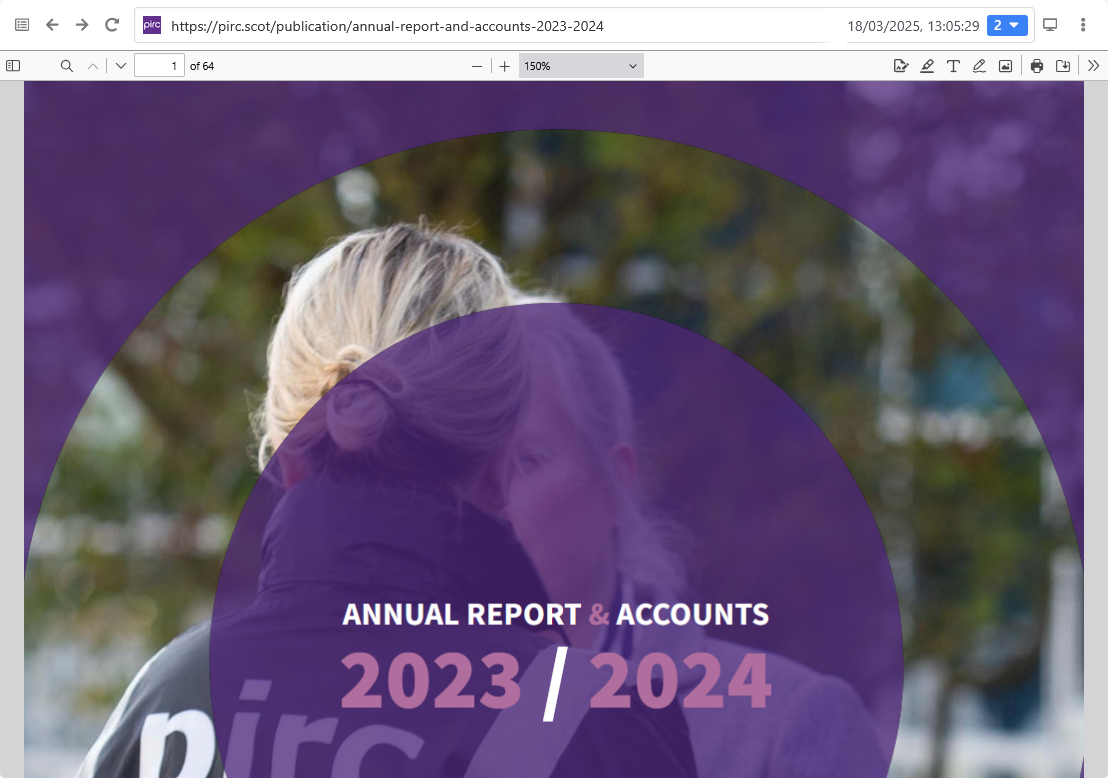 pirc
https://pirc.scot/publication/annual-report-and-accounts-2023-2024
18/03/2025, 13:05:29
2
1 of 64
150%
ANNUAL REPORT & ACCOUNTS
2023 / 2024
pirc